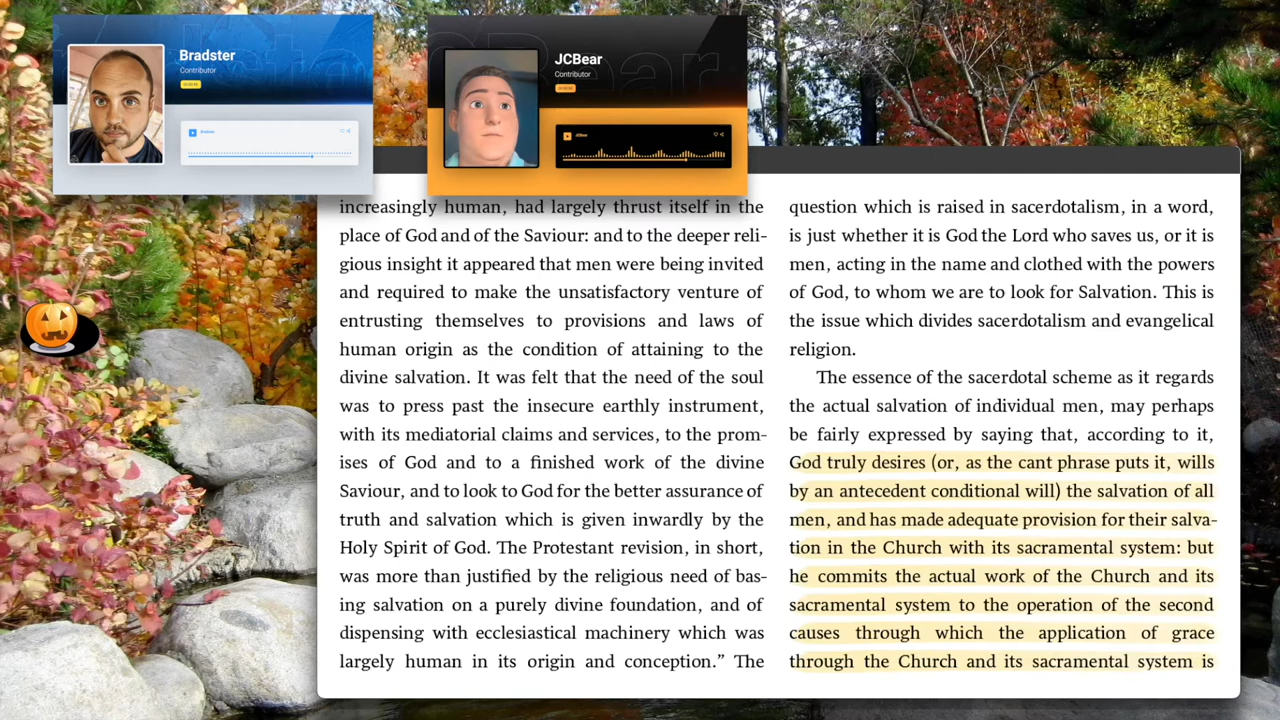 Bradster
Contributor
Bradster
JCBear
Contributor
JCBear
increasingly human, had largely thrust itself in the
place of God and of the Saviour: and to the deeper reli-
gious insight it appeared that men were being invited
and required to make the unsatisfactory venture of
entrusting themselves to provisions and laws of
human origin as the condition of attaining to the
divine salvation. It was felt that the need of the soul
was to press past the insecure earthly instrument,
with its mediatorial claims and services, to the prom-
ises of God and to a finished work of the divine
Saviour, and to look to God for the better assurance of
truth and salvation which is given inwardly by the
Holy Spirit of God. The Protestant revision, in short,
was more than justified by the religious need of bas-
ing salvation on a purely divine foundation, and of
dispensing with ecclesiastical machinery which was
largely human in its origin and conception.” The
question which is raised in sacerdotalism, in a word,
is just whether it is God the Lord who saves us, or it is
men, acting in the name and clothed with the powers
of God, to whom we are to look for Salvation. This is
the issue which divides sacerdotalism and evangelical
religion.
The essence of the sacerdotal scheme as it regards
the actual salvation of individual men, may perhaps
be fairly expressed by saying that, according to it,
God truly desires (or, as the cant phrase puts it, wills
by an antecedent conditional will) the salvation of all
men, and has made adequate provision for their salva-
tion in the Church with its sacramental system: but
he commits the actual work of the Church and its
sacramental system to the operation of the second
causes through which the application of grace
through the Church and its sacramental system is